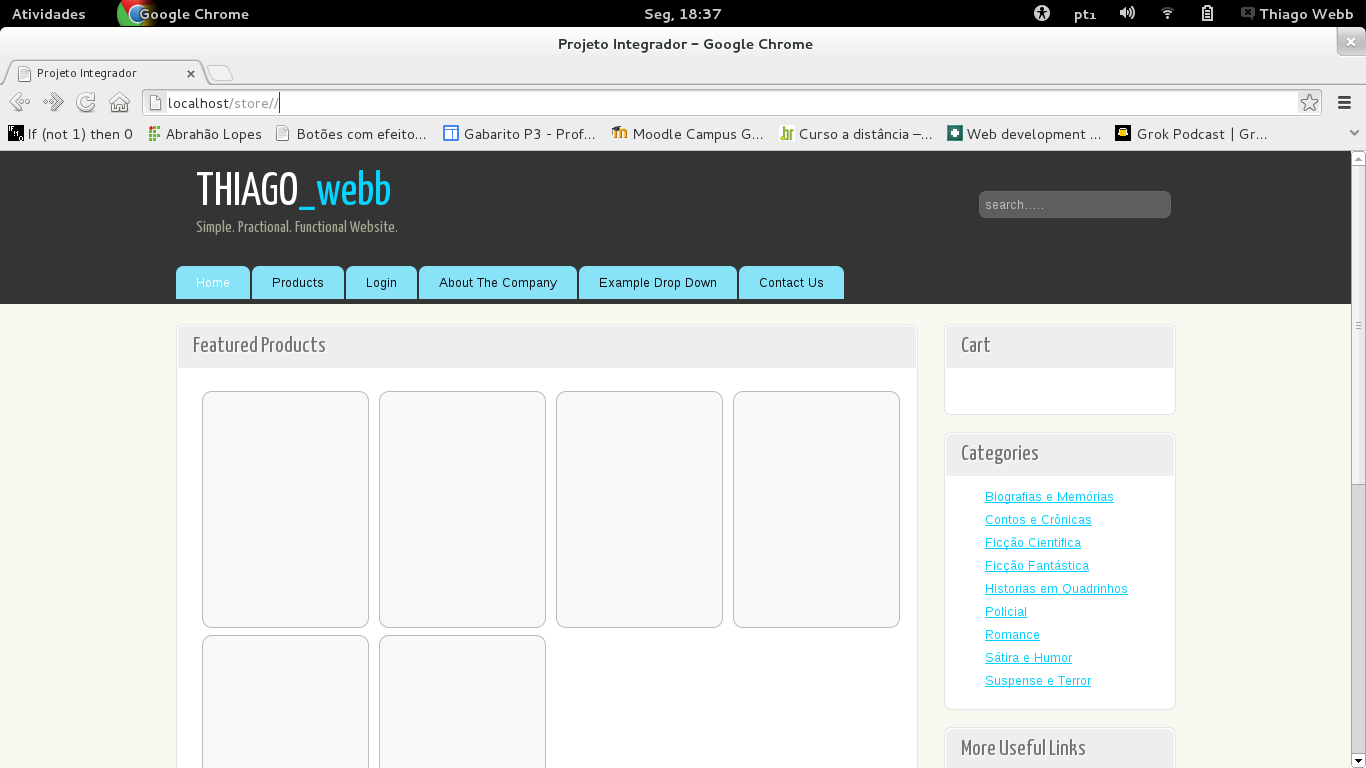 Atividades Google Chrome Seg, 18:37 pt₁ Thiago Webb
Projeto Integrador - Google Chrome
Projeto Integrador
localhost/store//
If (not 1) then 0 Abrahão Lopes Botões com efeito... Gabarito P3 - Prof... Moodle Campus G... Curso a distância —... Web development ... Grok Podcast | Gr...
THIAGO_webb
search.....
Simple. Practional. Functional Website.
Home Products Login About The Company Example Drop Down Contact Us
Featured Products
Cart
Categories
Biografias e Memórias
Contos e Crônicas
Ficção Cientifica
Ficção Fantástica
Historias em Quadrinhos
Policial
Romance
Sátira e Humor
Suspense e Terror
More Useful Links